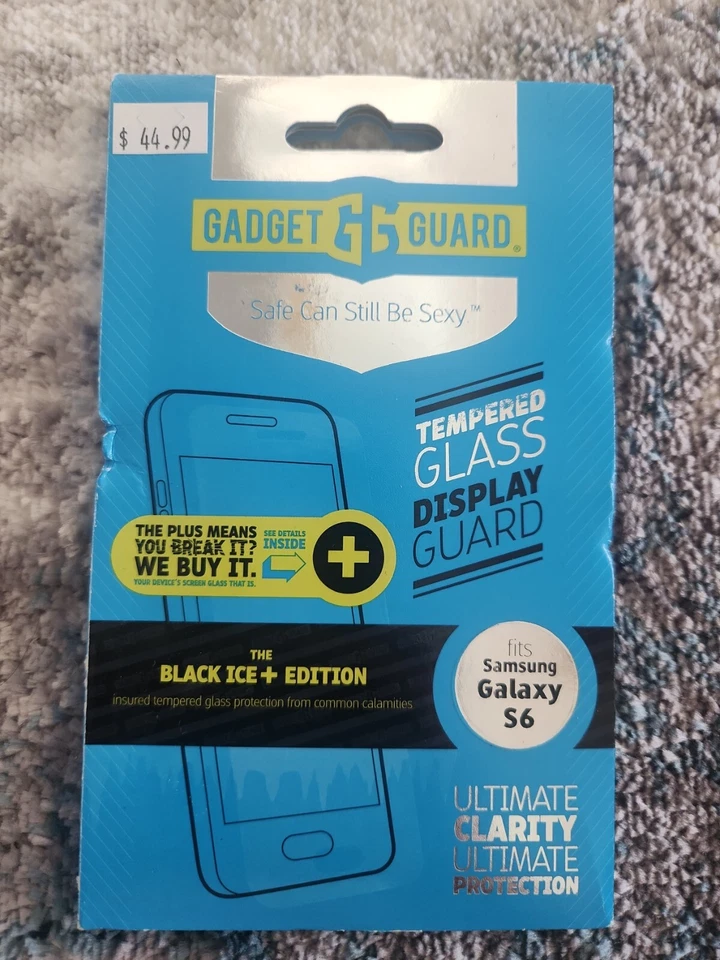 $ 44.99
GADGET GG GUARD®
Safe Can Still Be Sexy™
TEMPERED
GLASS
DISPLAY
GUARD
THE PLUS MEANS
YOU BREAK IT?
WE BUY IT.
YOUR DEVICE'S SCREEN GLASS THAT IS.
SEE DETAILS
INSIDE
+
THE
BLACK ICE+ EDITION
insured tempered glass protection from common calamities
fits
Samsung
Galaxy
S6
ULTIMATE
CLARITY
ULTIMATE
PROTECTION